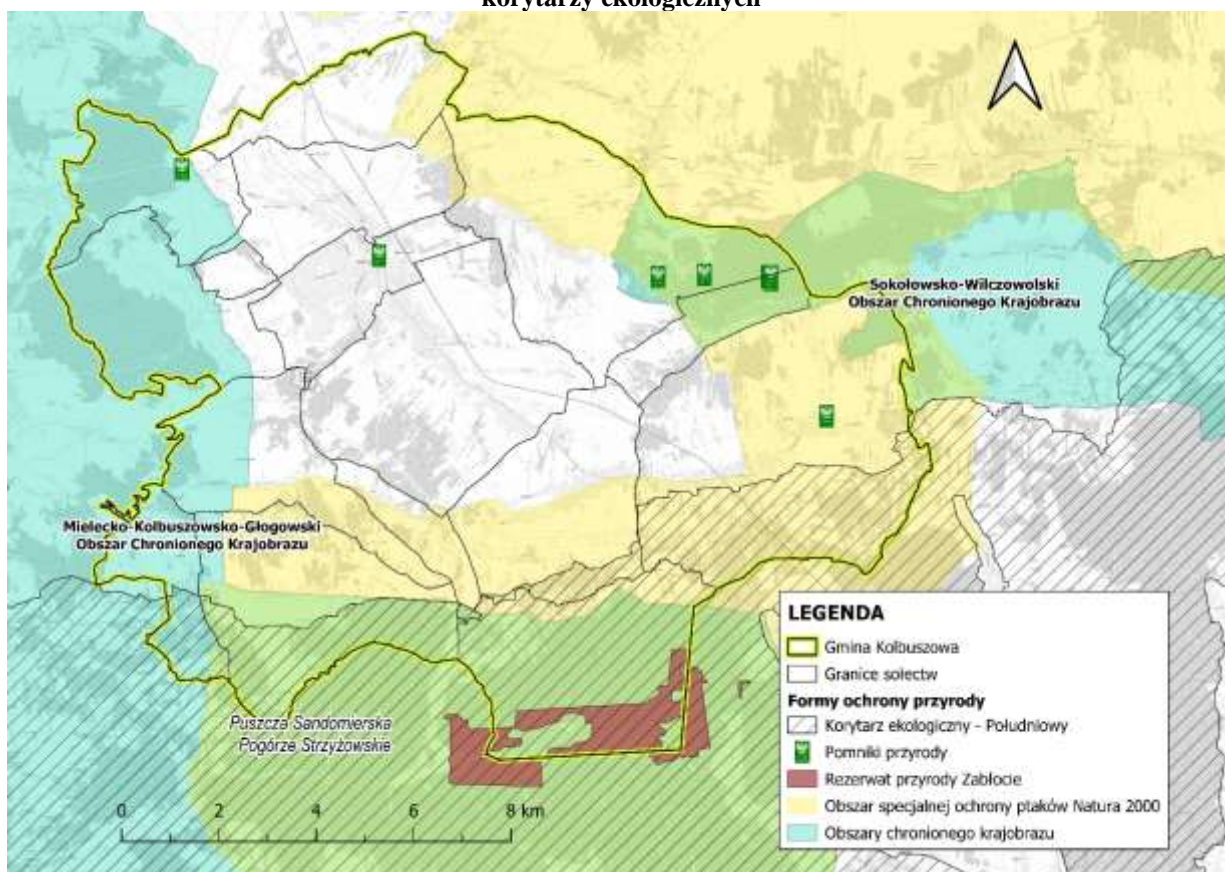 korytarzy ekologicznych
Sokołowsko-Wilczowolski
Obszar Chronionego Krajobrazu
Mielecko-Kolbuszowsko-Głogowski
Obszar Chronionego Krajobrazu
Puszcza Sandomierska
Pogórze Strzyżowskie
0 2 4 6 8 km
LEGENDA
Gmina Kolbuszowa
Granice sołectw
Formy ochrony przyrody
Korytarz ekologiczny - Południowy
Pomniki przyrody
Rezerwat przyrody Zabłocie
Obszar specjalnej ochrony ptaków Natura 2000
Obszary chronionego krajobrazu